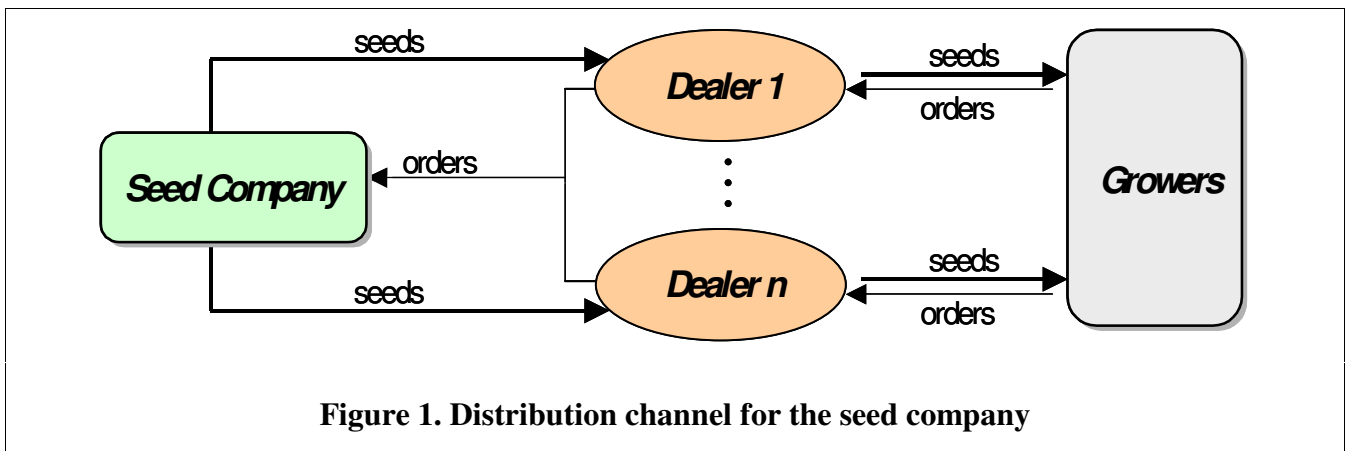 seeds
Dealer 1
seeds
orders
orders
Seed Company
Growers
Dealer n
seeds
seeds
orders
Figure 1. Distribution channel for the seed company